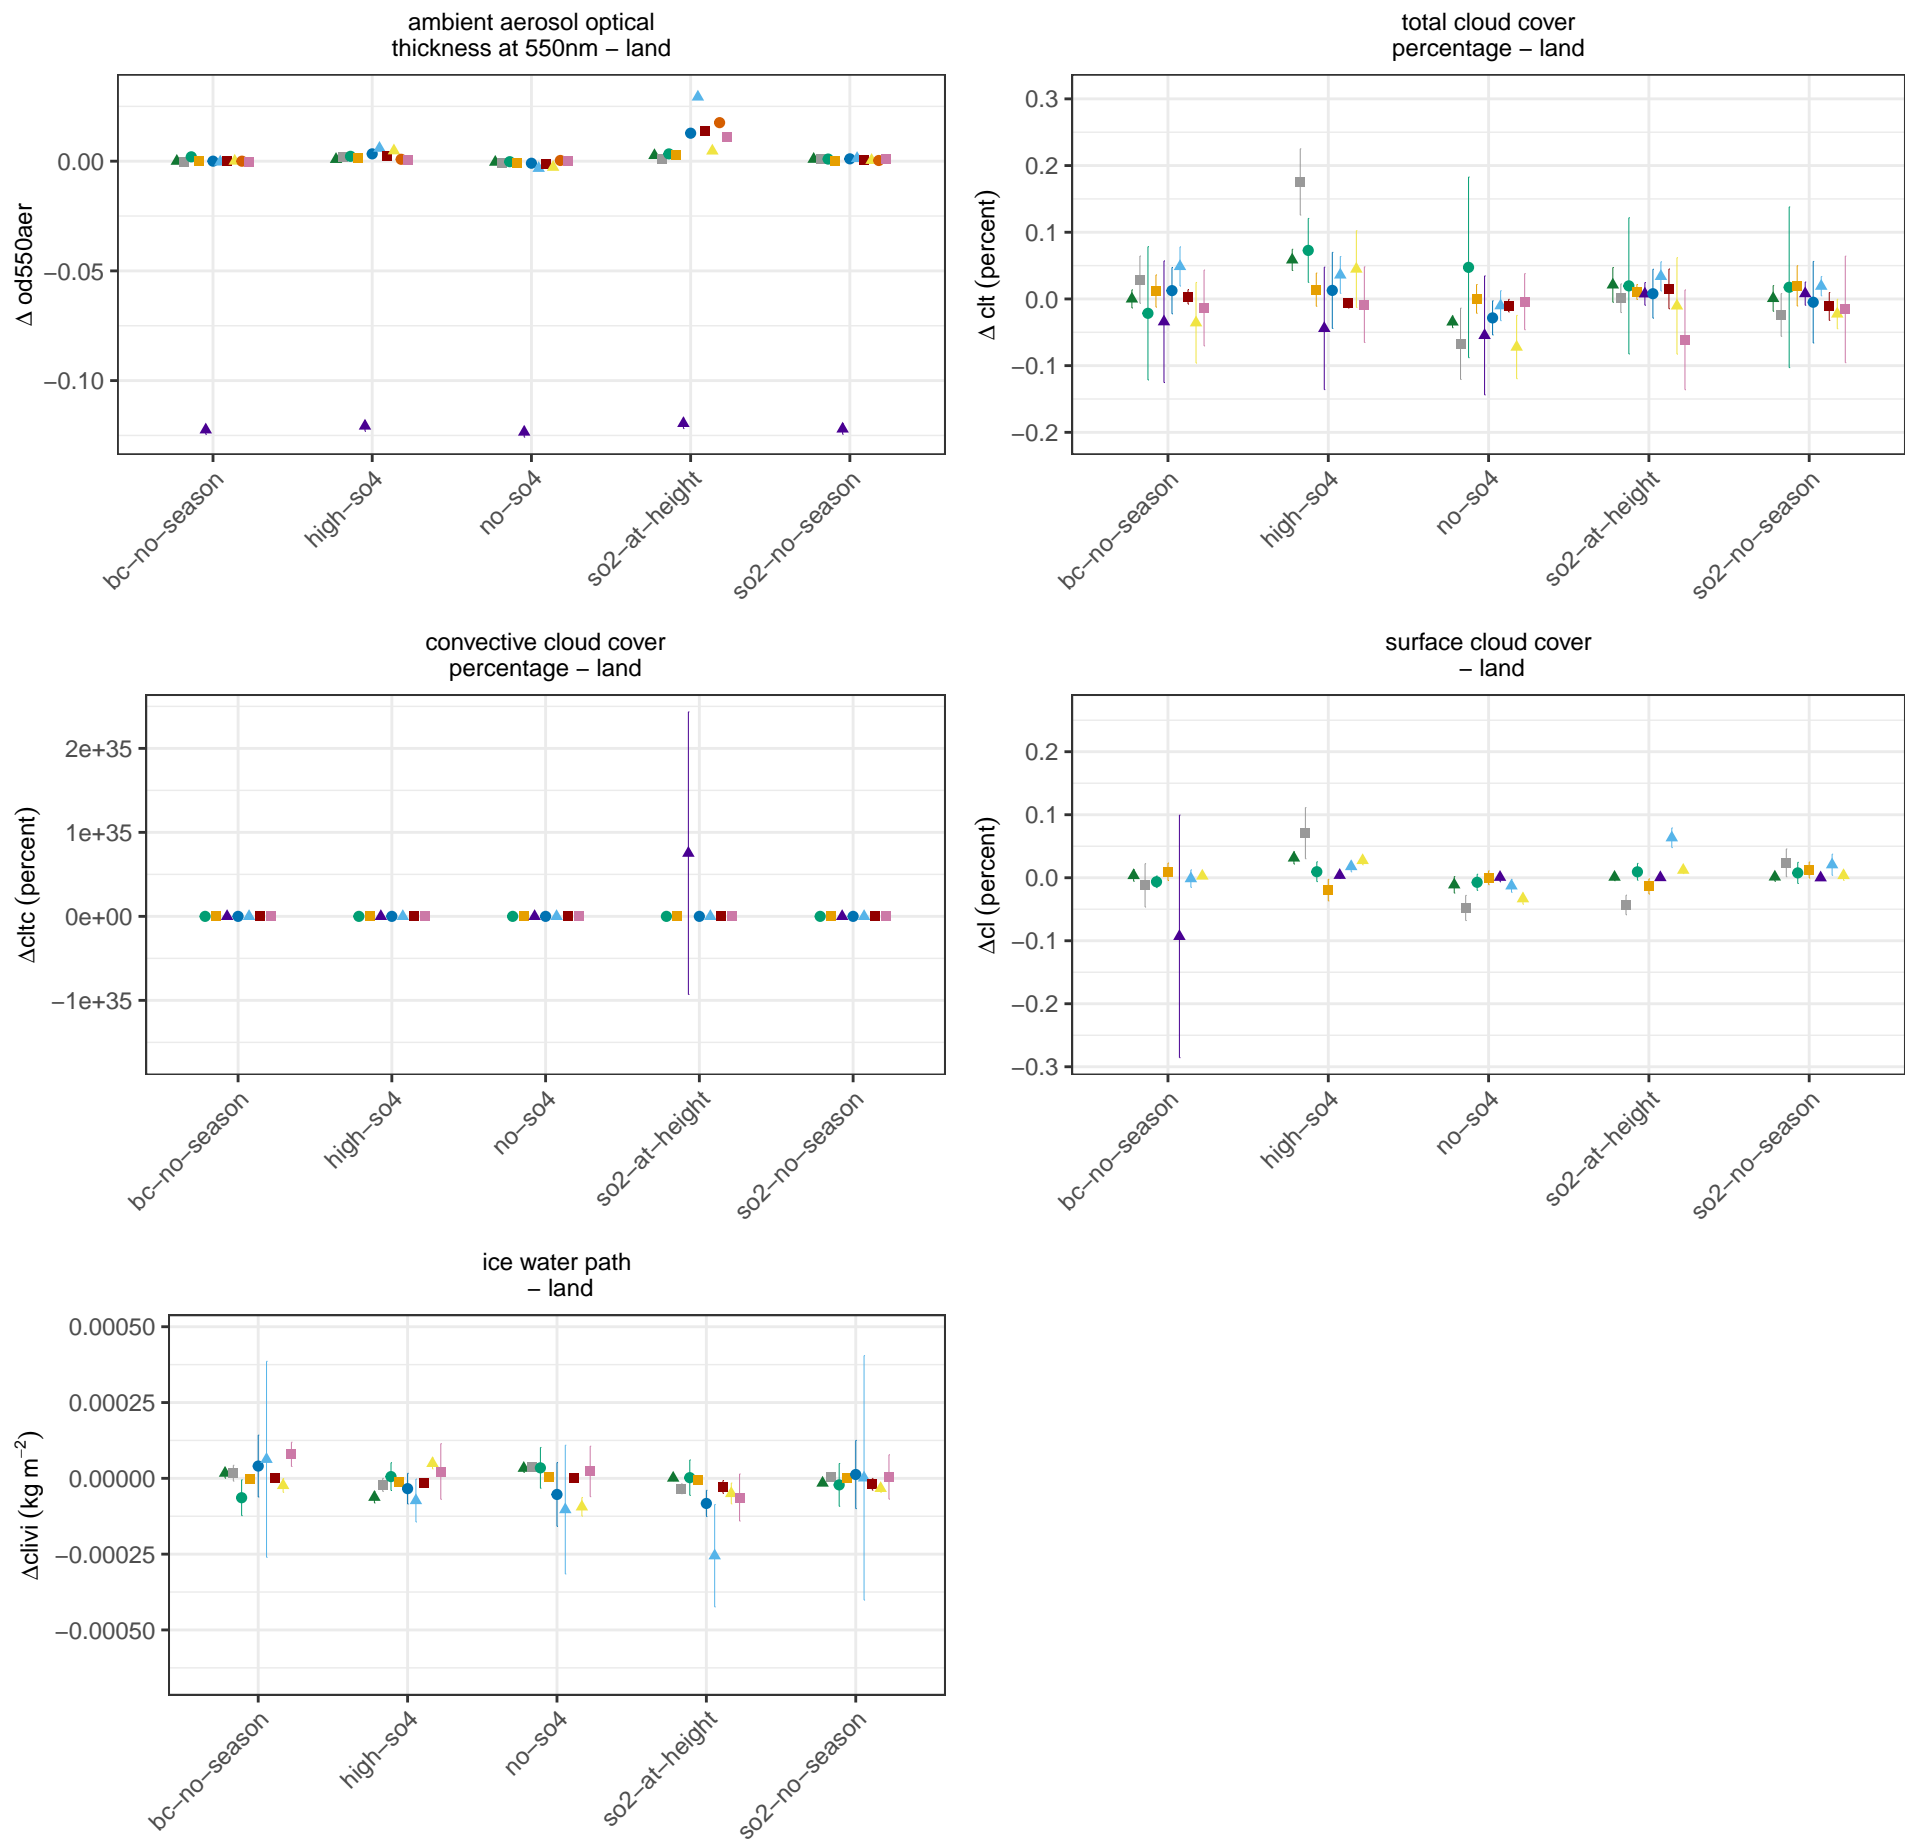 ambient aerosol optical
thickness at 550nm − land
Δ od550aer
0.00
−0.05
−0.10
bc−no−season
high−so4
no−so4
so2−at−height
so2−no−season
total cloud cover
percentage − land
Δ clt (percent)
0.3
0.2
0.1
0.0
−0.1
−0.2
bc−no−season
high−so4
no−so4
so2−at−height
so2−no−season
convective cloud cover
percentage − land
Δcltc (percent)
2e+35
1e+35
0e+00
−1e+35
bc−no−season
high−so4
no−so4
so2−at−height
so2−no−season
surface cloud cover
− land
Δcl (percent)
0.2
0.1
0.0
−0.1
−0.2
−0.3
bc−no−season
high−so4
no−so4
so2−at−height
so2−no−season
ice water path
− land
Δclivi (kg m⁻²)
0.00050
0.00025
0.00000
−0.00025
−0.00050
bc−no−season
high−so4
no−so4
so2−at−height
so2−no−season